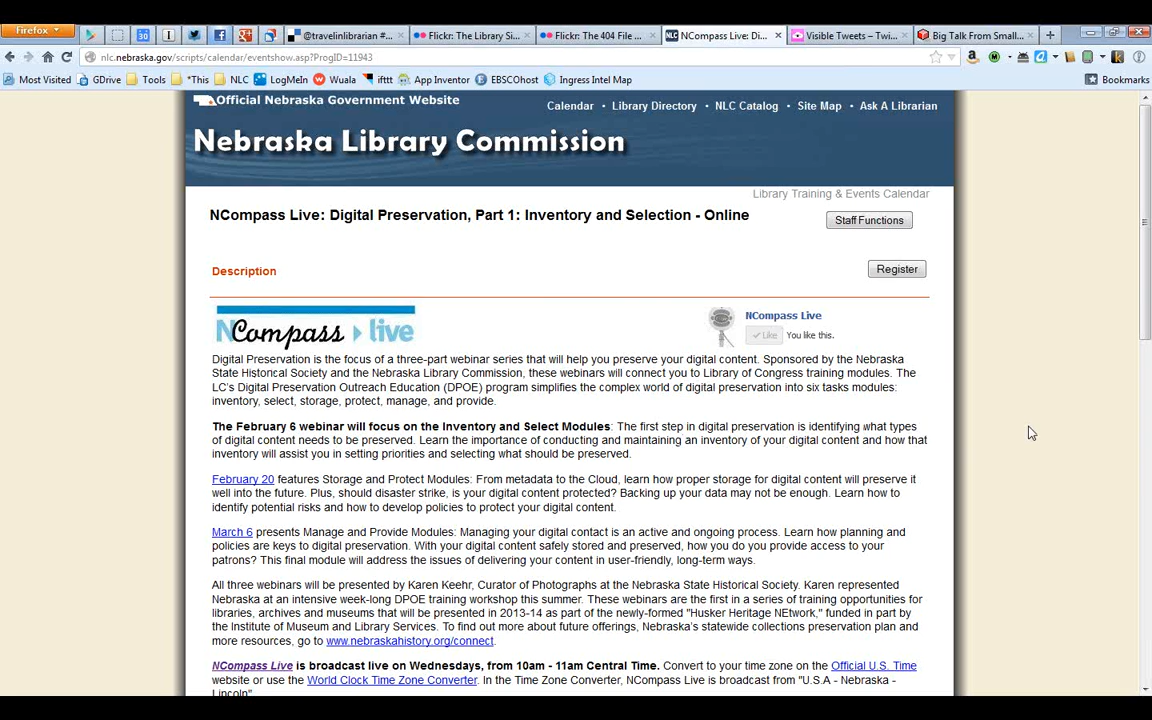 Firefox
@travelinlibrarian #...
Flickr: The Library Si...
Flickr: The 404 File ...
NLC NCompass Live: Di...
Visible Tweets – Twi...
Big Talk From Small...
nlc.nebraska.gov/scripts/calendar/eventshow.asp?ProgID=11943
Most Visited GDrive Tools *This NLC LogMeIn Wuala ifttt App Inventor EBSCOhost Ingress Intel Map Bookmarks
Official Nebraska Government Website
Calendar • Library Directory • NLC Catalog • Site Map • Ask A Librarian
Nebraska Library Commission
Library Training & Events Calendar
NCompass Live: Digital Preservation, Part 1: Inventory and Selection - Online
Staff Functions
Description
Register
NCompass live
NCompass Live
Like You like this.
Digital Preservation is the focus of a three-part webinar series that will help you preserve your digital content. Sponsored by the Nebraska
State Historical Society and the Nebraska Library Commission, these webinars will connect you to Library of Congress training modules. The
LC's Digital Preservation Outreach Education (DPOE) program simplifies the complex world of digital preservation into six tasks modules:
inventory, select, storage, protect, manage, and provide.
The February 6 webinar will focus on the Inventory and Select Modules: The first step in digital preservation is identifying what types
of digital content needs to be preserved. Learn the importance of conducting and maintaining an inventory of your digital content and how that
inventory will assist you in setting priorities and selecting what should be preserved.
February 20 features Storage and Protect Modules: From metadata to the Cloud, learn how proper storage for digital content will preserve it
well into the future. Plus, should disaster strike, is your digital content protected? Backing up your data may not be enough. Learn how to
identify potential risks and how to develop policies to protect your digital content.
March 6 presents Manage and Provide Modules: Managing your digital contact is an active and ongoing process. Learn how planning and
policies are keys to digital preservation. With your digital content safely stored and preserved, how you do you provide access to your
patrons? This final module will address the issues of delivering your content in user-friendly, long-term ways.
All three webinars will be presented by Karen Keehr, Curator of Photographs at the Nebraska State Historical Society. Karen represented
Nebraska at an intensive week-long DPOE training workshop this summer. These webinars are the first in a series of training opportunities for
libraries, archives and museums that will be presented in 2013-14 as part of the newly-formed "Husker Heritage NEtwork," funded in part by
the Institute of Museum and Library Services. To find out more about future offerings, Nebraska's statewide collections preservation plan and
more resources, go to www.nebraskahistory.org/connect.
NCompass Live is broadcast live on Wednesdays, from 10am - 11am Central Time. Convert to your time zone on the Official U.S. Time
website or use the World Clock Time Zone Converter. In the Time Zone Converter, NCompass Live is broadcast from "U.S.A - Nebraska -
Lincoln"